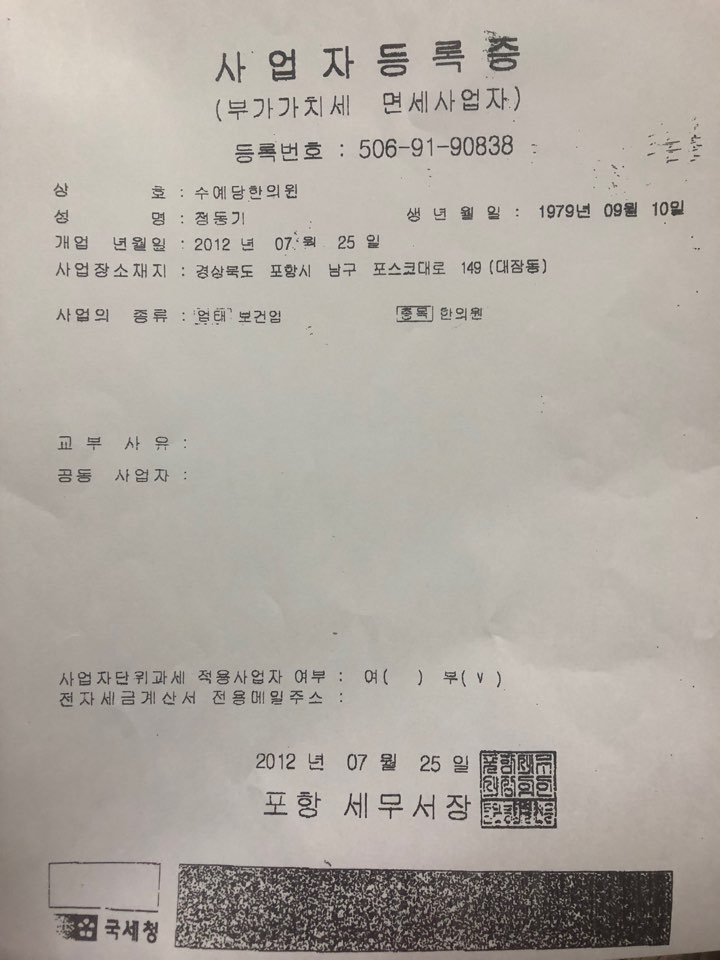 사업자등록증
(부가가치세 면세사업자)
등록번호 : 506-91-90838
상 호 : 수예당한의원
성 명 : 정동기 생년월일 : 1979년 09월 10일
개업 년월일 : 2012 년 07 월 25 일
사업장소재지 : 경상북도 포항시 남구 포스코대로 149 (대잠동)
사업의 종류 : 업태 보건업 종목 한의원
교부 사유 :
공동 사업자 :
사업자단위과세 적용사업자 여부 : 여( ) 부( v )
전자세금계산서 전용메일주소 :
2012 년 07 월 25 일
포항 세무서장
국세청